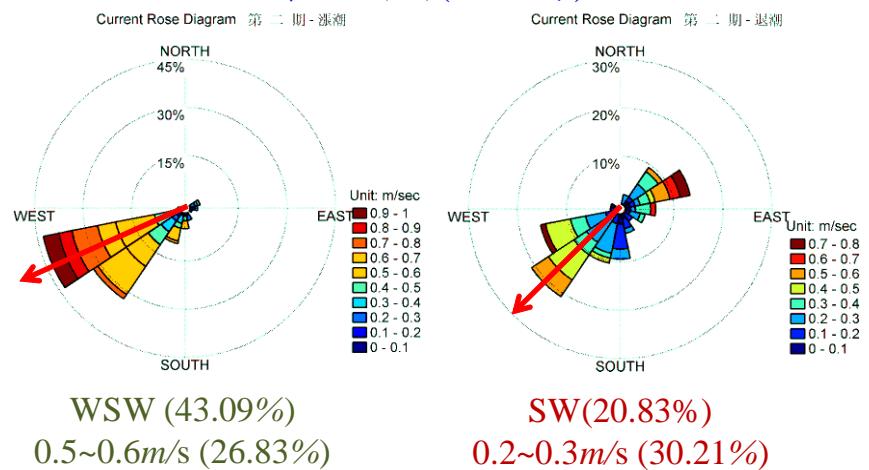 Current Rose Diagram 第 二 期 - 漲潮
NORTH
45%
30%
15%
WEST
EAST
SOUTH
Unit: m/sec
0.9 - 1
0.8 - 0.9
0.7 - 0.8
0.6 - 0.7
0.5 - 0.6
0.4 - 0.5
0.3 - 0.4
0.2 - 0.3
0.1 - 0.2
0 - 0.1
WSW (43.09%)
0.5~0.6m/s (26.83%)
Current Rose Diagram 第 二 期 - 退潮
NORTH
30%
20%
10%
WEST
EAST
SOUTH
Unit: m/sec
0.7 - 0.8
0.6 - 0.7
0.5 - 0.6
0.4 - 0.5
0.3 - 0.4
0.2 - 0.3
0.1 - 0.2
0 - 0.1
SW(20.83%)
0.2~0.3m/s (30.21%)